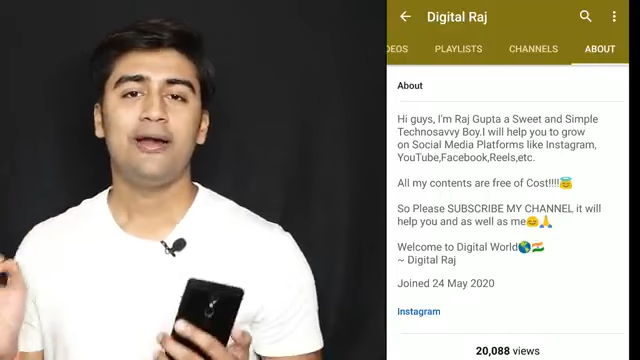 Digital Raj
DEOS PLAYLISTS CHANNELS ABOUT
About
Hi guys, I'm Raj Gupta a Sweet and Simple
Technosavvy Boy.I will help you to grow
on Social Media Platforms like Instagram,
YouTube,Facebook,Reels,etc.
All my contents are free of Cost!!!!😇
So Please SUBSCRIBE MY CHANNEL it will
help you and as well as me😊🙏
Welcome to Digital World🌎🇮🇳
~ Digital Raj
Joined 24 May 2020
Instagram
20,088 views